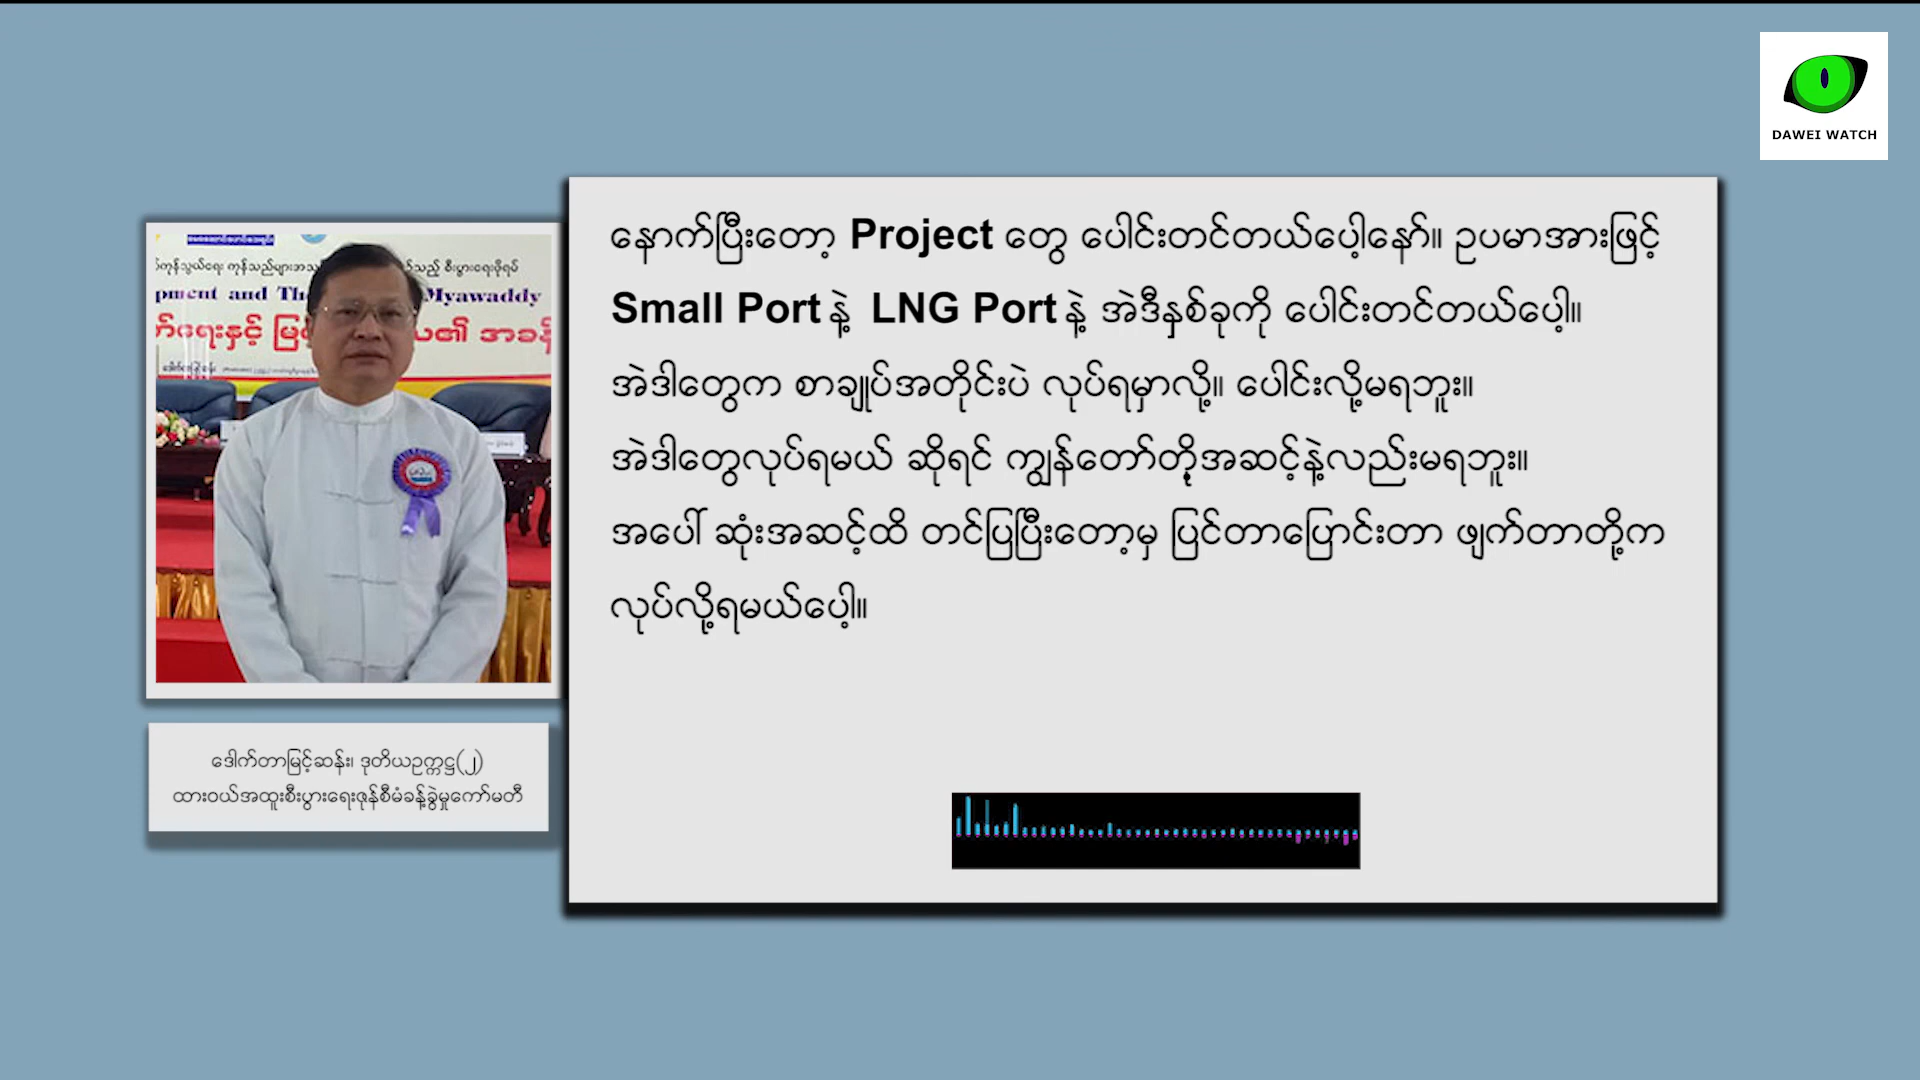 DAWEI WATCH
နောက်ပြီးတော့ Project တွေ ပေါင်းတင်တယ်ပေါ့နော်။ ဥပမာအားဖြင့်
Small Port နဲ့ LNG Port နဲ့ အဲဒီနှစ်ခုကို ပေါင်းတင်တယ်ပေါ့။
အဲဒါတွေက စာချုပ်အတိုင်းပဲ လုပ်ရမှာလို့။ ပေါင်းလို့မရဘူး။
အဲဒါတွေလုပ်ရမယ် ဆိုရင် ကျွန်တော်တို့အဆင့်နဲ့လည်းမရဘူး။
အပေါ် ဆုံးအဆင့်ထိ တင်ပြပြီးတော့မှ ပြင်တာပြောင်းတာ ဖျက်တာတို့က
လုပ်လို့ရမယ်ပေါ့။
pment and Th Myawaddy
ဒေါက်တာမြင့်ဆန်း၊ ဒုတိယဥက္ကဋ္ဌ(၂)
ထားဝယ်အထူးစီးပွားရေးဇုန်စီမံခန့်ခွဲမှုကော်မတီ